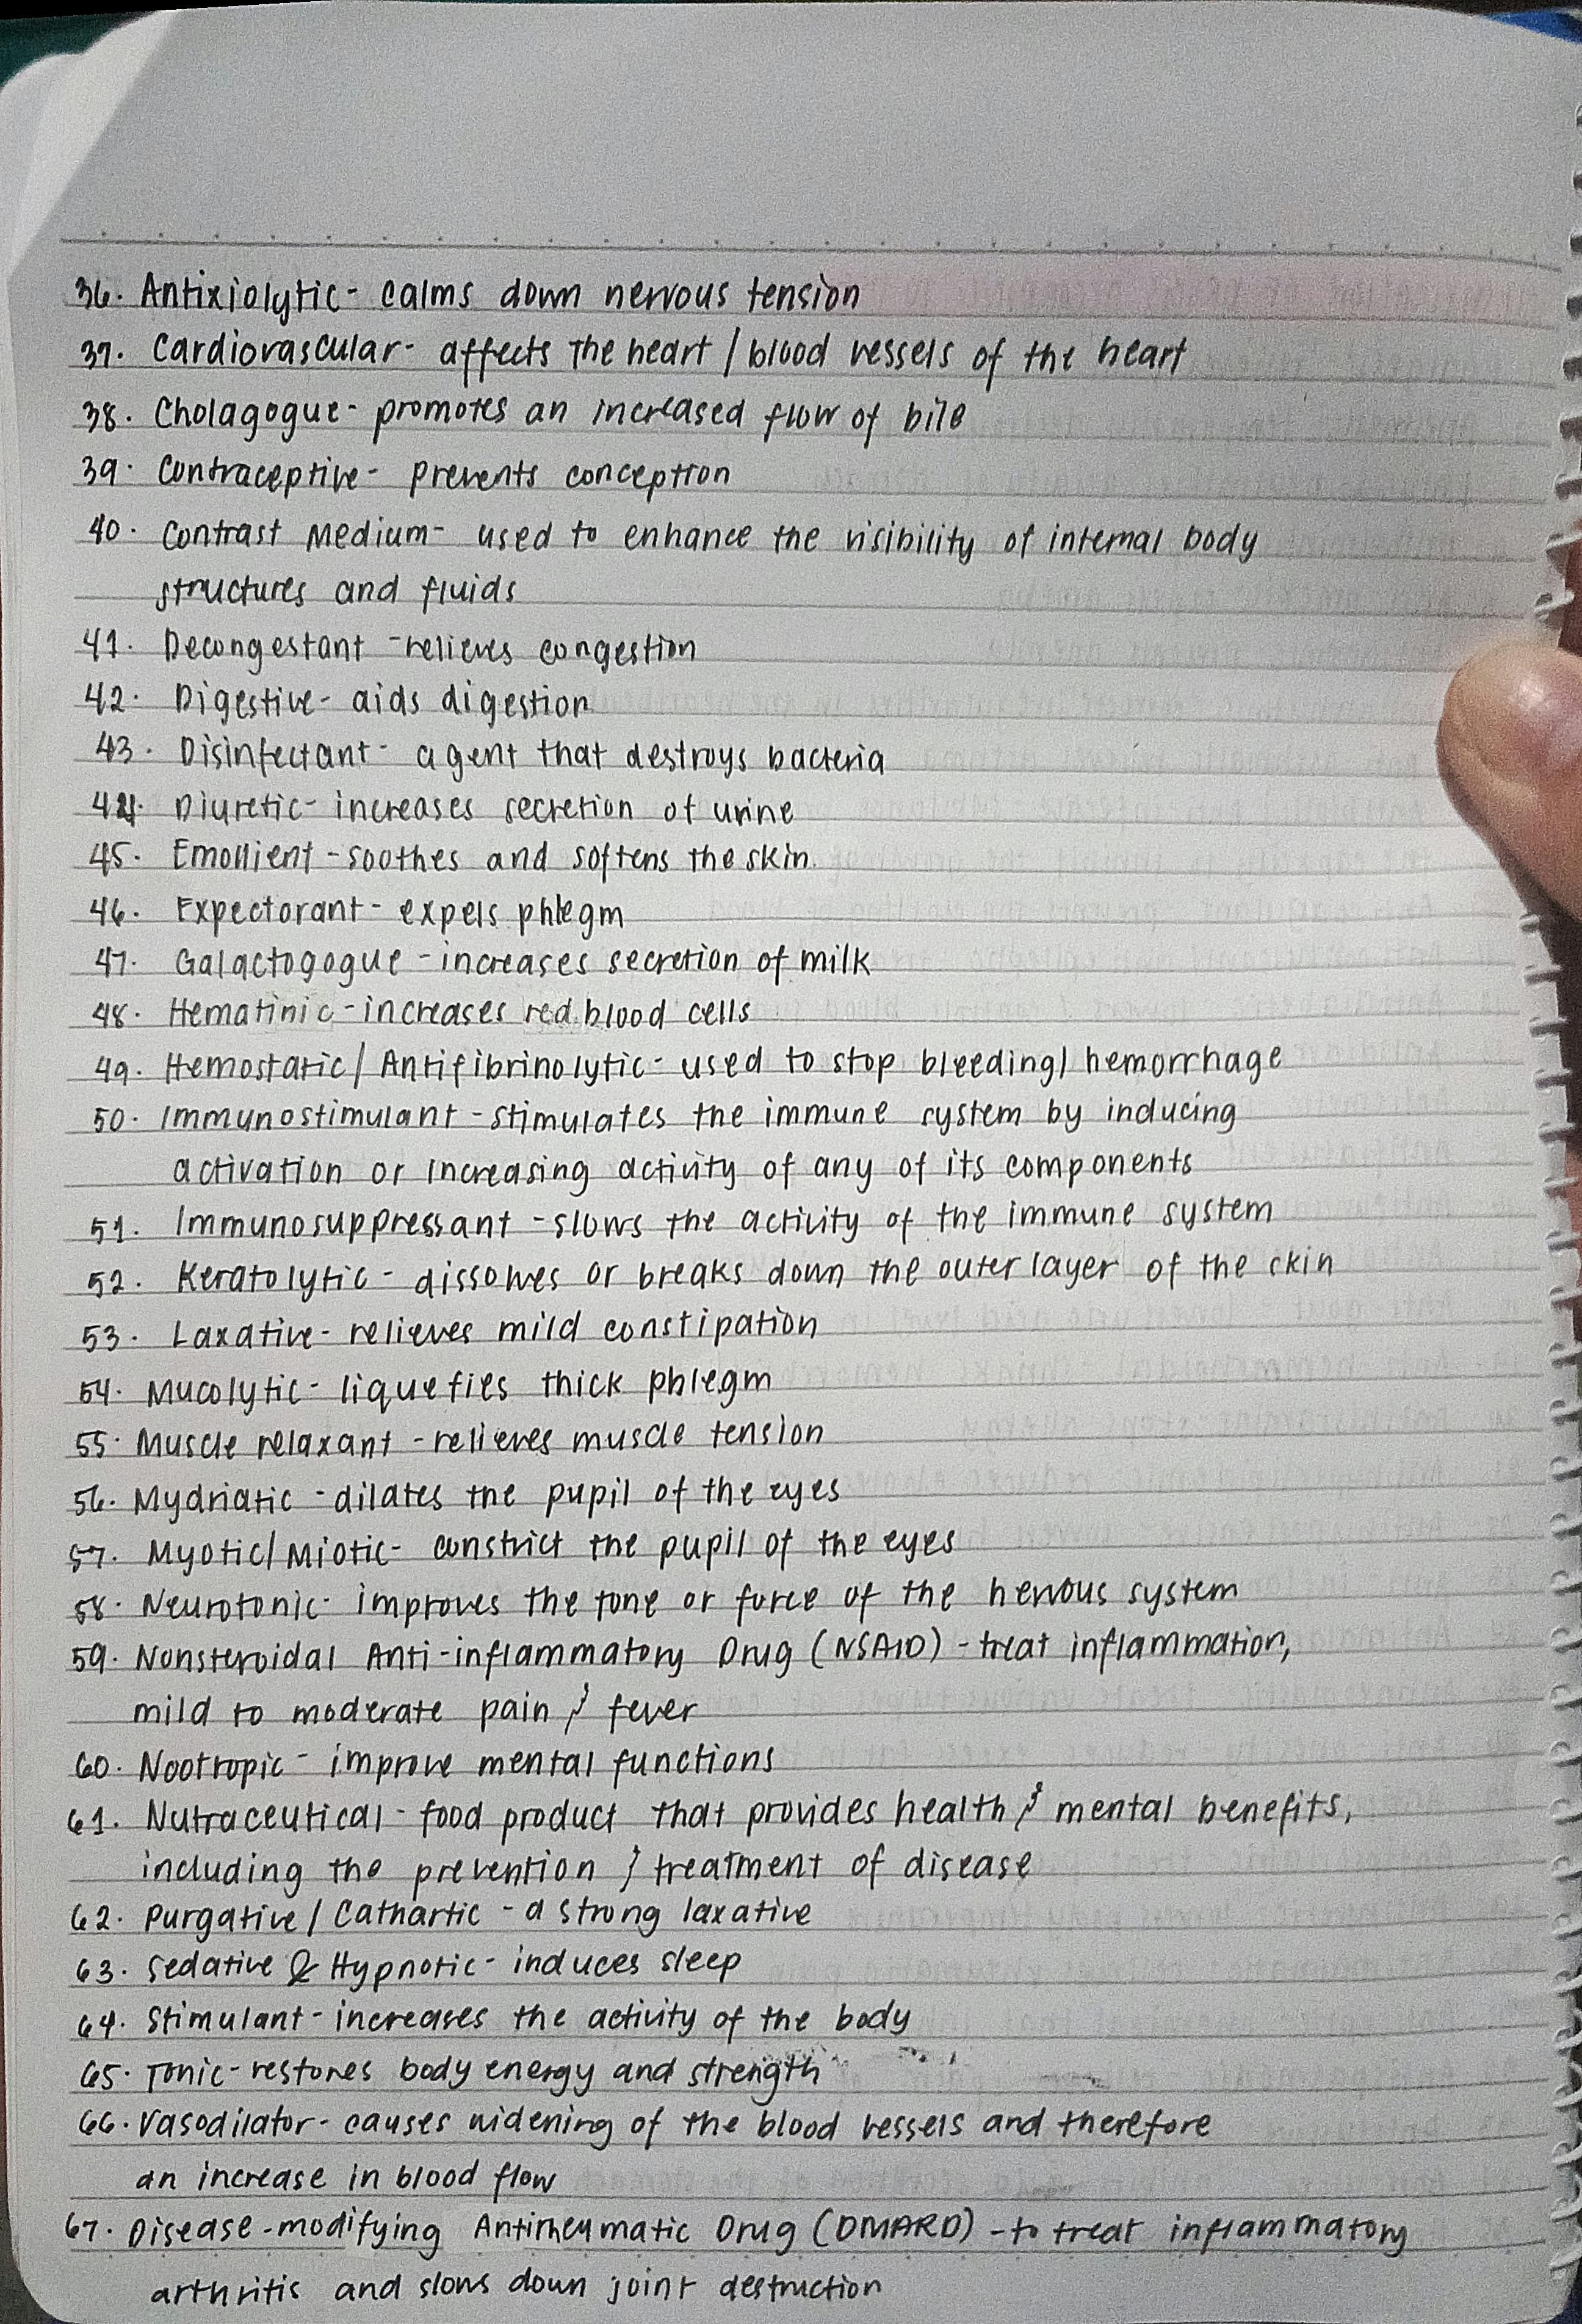 36. Antixiolytic- calms down nervous tension
37. Cardiovascular- affects the heart / blood vessels of the heart
38. Cholagogue- promotes an increased flow of bile
39. Contraceptive- prevents conception
40. Contrast Medium- used to enhance the visibility of internal body
structures and fluids
41. Decongestant -relieves congestion
42. Digestive- aids digestion
43. Disinfectant- agent that destroys bacteria
44. Diuretic- increases secretion of urine
45. Emollient -soothes and softens the skin
46. Expectorant- expels phlegm
47. Galactogogue -increases secretion of milk
48. Hematinic -increases red blood cells
49. Hemostatic / Antifibrinolytic- used to stop bleeding/ hemorrhage
50. Immunostimulant -stimulates the immune system by inducing
activation or increasing activity of any of its components
51. Immunosuppressant -slows the activity of the immune system
52. Keratolytic - dissolves or breaks down the outer layer of the skin
53. Laxative- relieves mild constipation
54. Mucolytic- liquefies thick phlegm
55. Muscle relaxant -relieves muscle tension
56. Mydriatic -dilates the pupil of the eyes
57. Myotic/Miotic- constrict the pupil of the eyes
58. Neurotonic- improves the tone or force of the nervous system
59. Nonsteroidal Anti-inflammatory Drug (NSAID) -treat inflammation,
mild to moderate pain & fever
60. Nootropic- improve mental functions
61. Nutraceutical- food product that provides health & mental benefits,
including the prevention & treatment of disease
62. Purgative / Cathartic - a strong laxative
63. Sedative & Hypnotic- induces sleep
64. Stimulant- increases the activity of the body
65. Tonic- restores body energy and strength
66. Vasodilator- causes widening of the blood vessels and therefore
an increase in blood flow
67. Disease-modifying Antirheumatic Drug (DMARD) -to treat inflammatory
arthritis and slows down joint destruction